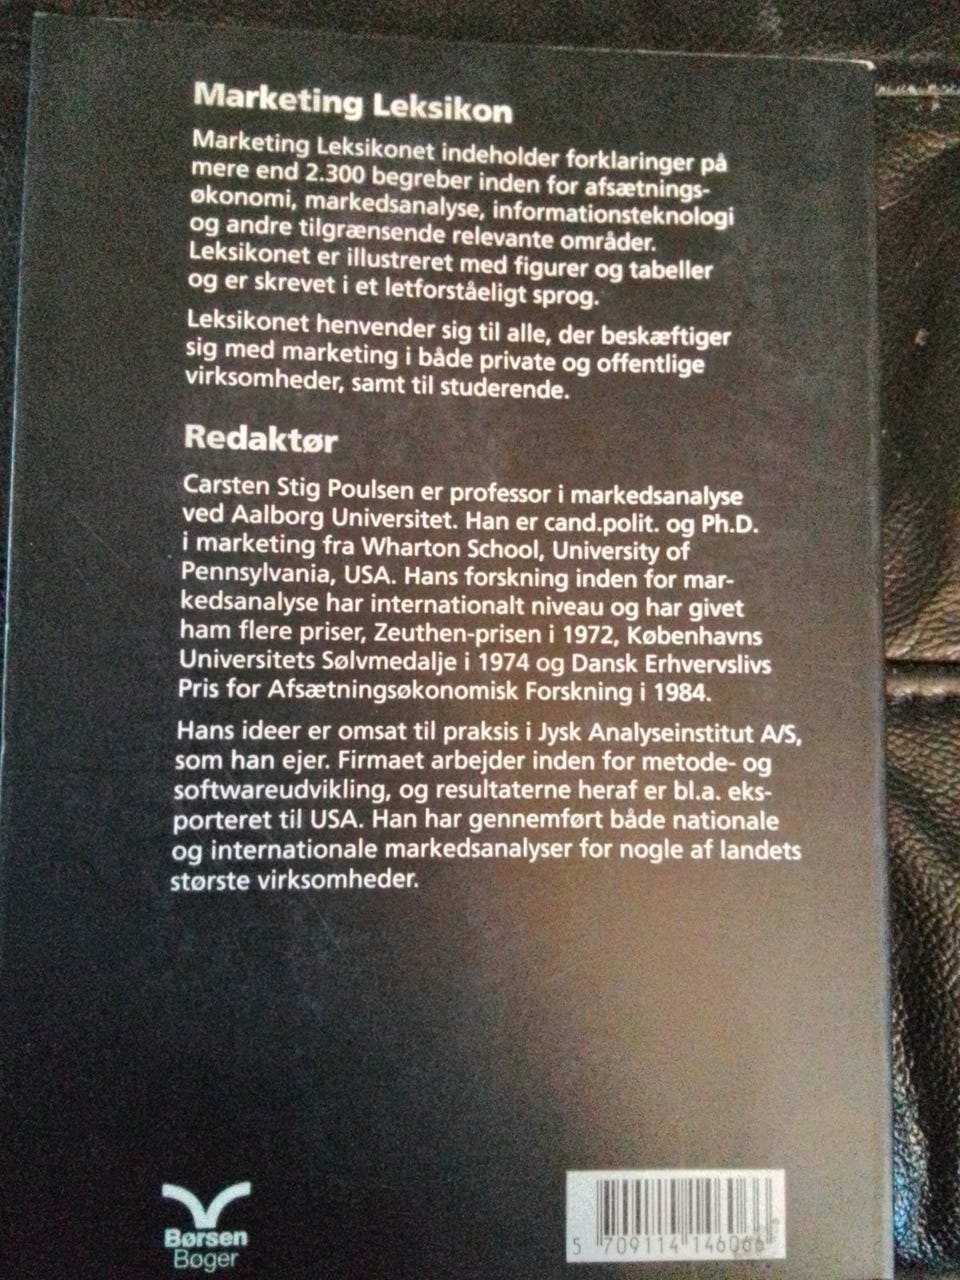 Marketing Leksikon
Marketing Leksikonet indeholder forklaringer på
mere end 2.300 begreber inden for afsætnings-
økonomi, markedsanalyse, informationsteknologi
og andre tilgrænsende relevante områder.
Leksikonet er illustreret med figurer og tabeller
og er skrevet i et letforståeligt sprog.
Leksikonet henvender sig til alle, der beskæftiger
sig med marketing i både private og offentlige
virksomheder, samt til studerende.
Redaktør
Carsten Stig Poulsen er professor i markedsanalyse
ved Aalborg Universitet. Han er cand.polit. og Ph.D.
i marketing fra Wharton School, University of
Pennsylvania, USA. Hans forskning inden for mar-
kedsanalyse har internationalt niveau og har givet
ham flere priser, Zeuthen-prisen i 1972, Københavns
Universitets Sølvmedalje i 1974 og Dansk Erhvervslivs
Pris for Afsætningsøkonomisk Forskning i 1984.
Hans ideer er omsat til praksis i Jysk Analyseinstitut A/S,
som han ejer. Firmaet arbejder inden for metode- og
softwareudvikling, og resultaterne heraf er bl.a. eks-
porteret til USA. Han har gennemført både nationale
og internationale markedsanalyser for nogle af landets
største virksomheder.
Børsen
Bøger
5 709114 146066